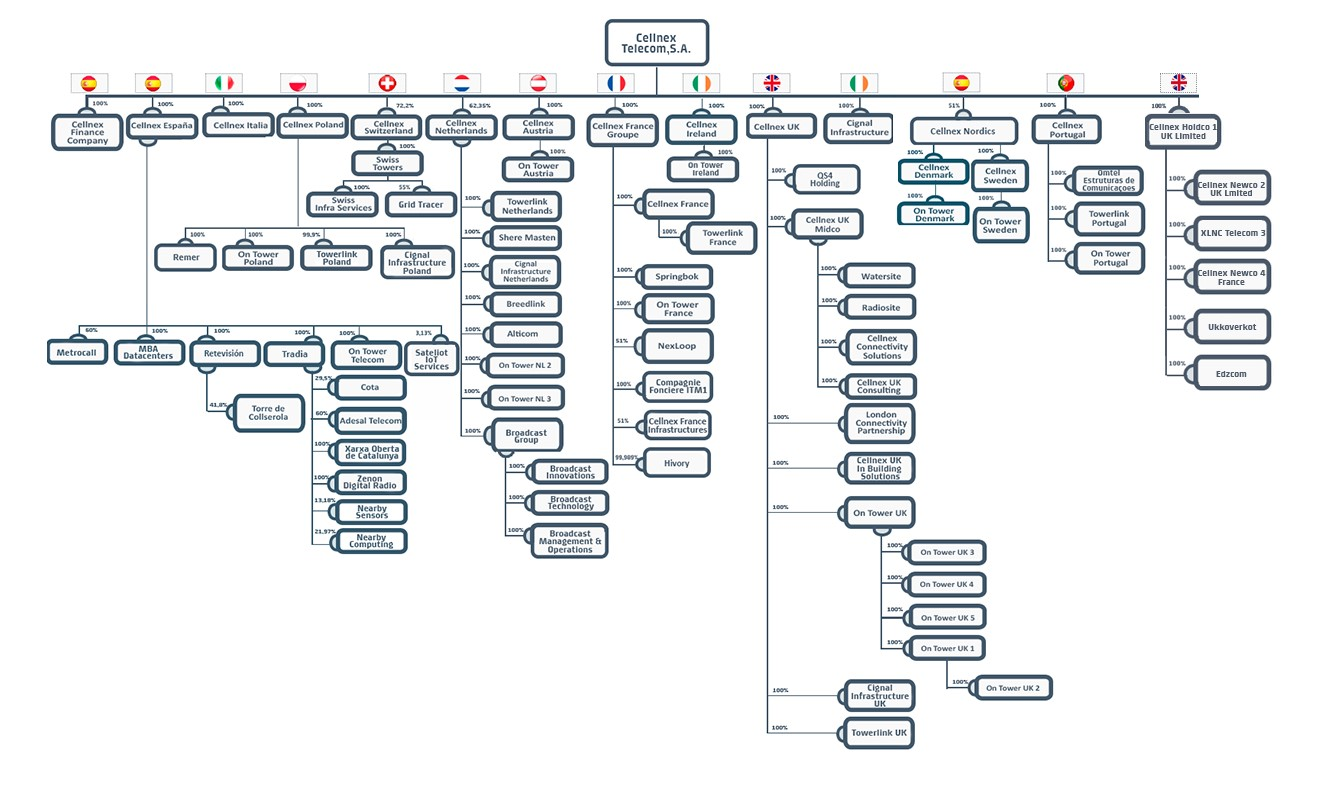 Cellnex
Telecom,S.A.
100%
100%
100%
100%
72,2%
62,35%
100%
100%
100%
100%
100%
51%
100%
100%
Cellnex
Finance
Company
Cellnex España
Cellnex Italia
Cellnex Poland
Cellnex
Switzerland
Cellnex
Netherlands
Cellnex
Austria
Cellnex France
Groupe
Cellnex
Ireland
Cellnex UK
Cignal
Infrastructure
Cellnex Nordics
Cellnex
Portugal
Cellnex Holdco 1
UK Limited
100%
Swiss
Towers
100%
Swiss
Infra Services
55%
Grid Tracer
100%
On Tower
Austria
100%
On Tower
Ireland
100%
Cellnex
Denmark
100%
On Tower
Denmark
100%
Cellnex
Sweden
100%
On Tower
Sweden
100%
Remer
100%
On Tower
Poland
99,9%
Towerlink
Poland
100%
Cignal
Infrastructure
Poland
60%
Metrocall
100%
MBA
Datacenters
100%
Retevisión
100%
Tradia
100%
On Tower
Telecom
3,13%
Sateliot
IoT
Services
41,8%
Torre de
Collserola
29,5%
Cota
60%
Adesal Telecom
100%
Xarxa Oberta
de Catalunya
100%
Zenon
Digital Radio
13,18%
Nearby
Sensors
21,97%
Nearby
Computing
100%
Towerlink
Netherlands
100%
Shere Masten
100%
Cignal
Infrastructure
Netherlands
100%
Breedlink
100%
Alticom
100%
On Tower NL 2
100%
On Tower NL 3
100%
Broadcast
Group
100%
Broadcast
Innovations
100%
Broadcast
Technology
100%
Broadcast
Management &
Operations
100%
Cellnex France
100%
Towerlink
France
100%
Springbok
100%
On Tower
France
51%
NexLoop
100%
Compagnie
Fonciere ITM1
51%
Cellnex France
Infrastructures
99,989%
Hivory
100%
QS4
Holding
100%
Cellnex UK
Midco
100%
Watersite
100%
Radiosite
100%
Cellnex
Connectivity
Solutions
100%
Cellnex UK
Consulting
100%
London
Connectivity
Partnership
100%
Cellnex UK
In Building
Solutions
100%
On Tower UK
100%
On Tower UK 3
100%
On Tower UK 4
100%
On Tower UK 5
100%
On Tower UK 1
100%
On Tower UK 2
100%
Cignal
Infrastructure
UK
100%
Towerlink UK
100%
Omtel
Estruturas de
Comunicaçoes
100%
Towerlink
Portugal
100%
On Tower
Portugal
100%
Cellnex Newco 2
UK Lmited
100%
XLNC Telecom 3
100%
Cellnex Newco 4
France
100%
Ukkoverkot
100%
Edzcom